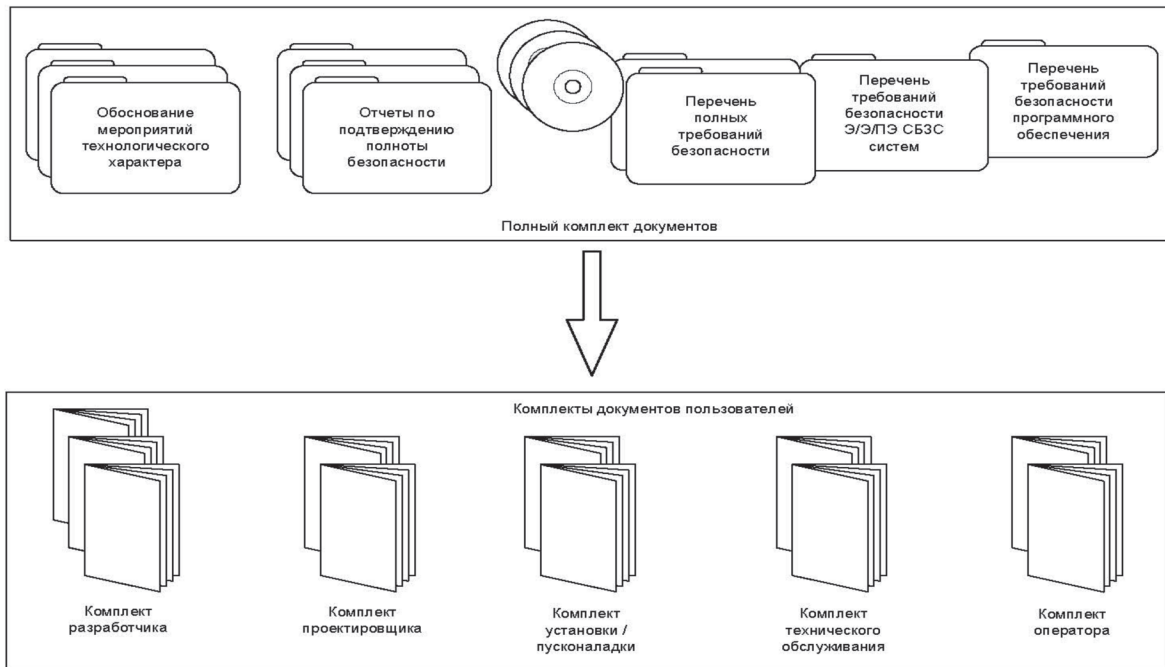 Обоснование
мероприятий
технологического
характера
Отчеты по
подтверждению
полноты
безопасности
Перечень
полных
требований
безопасности
Перечень
требований
безопасности
Э/Э/ПЭ СБЗС
систем
Перечень
требований
безопасности
программного
обеспечения
Полный комплект документов
Комплекты документов пользователей
Комплект
разработчика
Комплект
проектировщика
Комплект
установки /
пусконаладки
Комплект
технического
обслуживания
Комплект
оператора